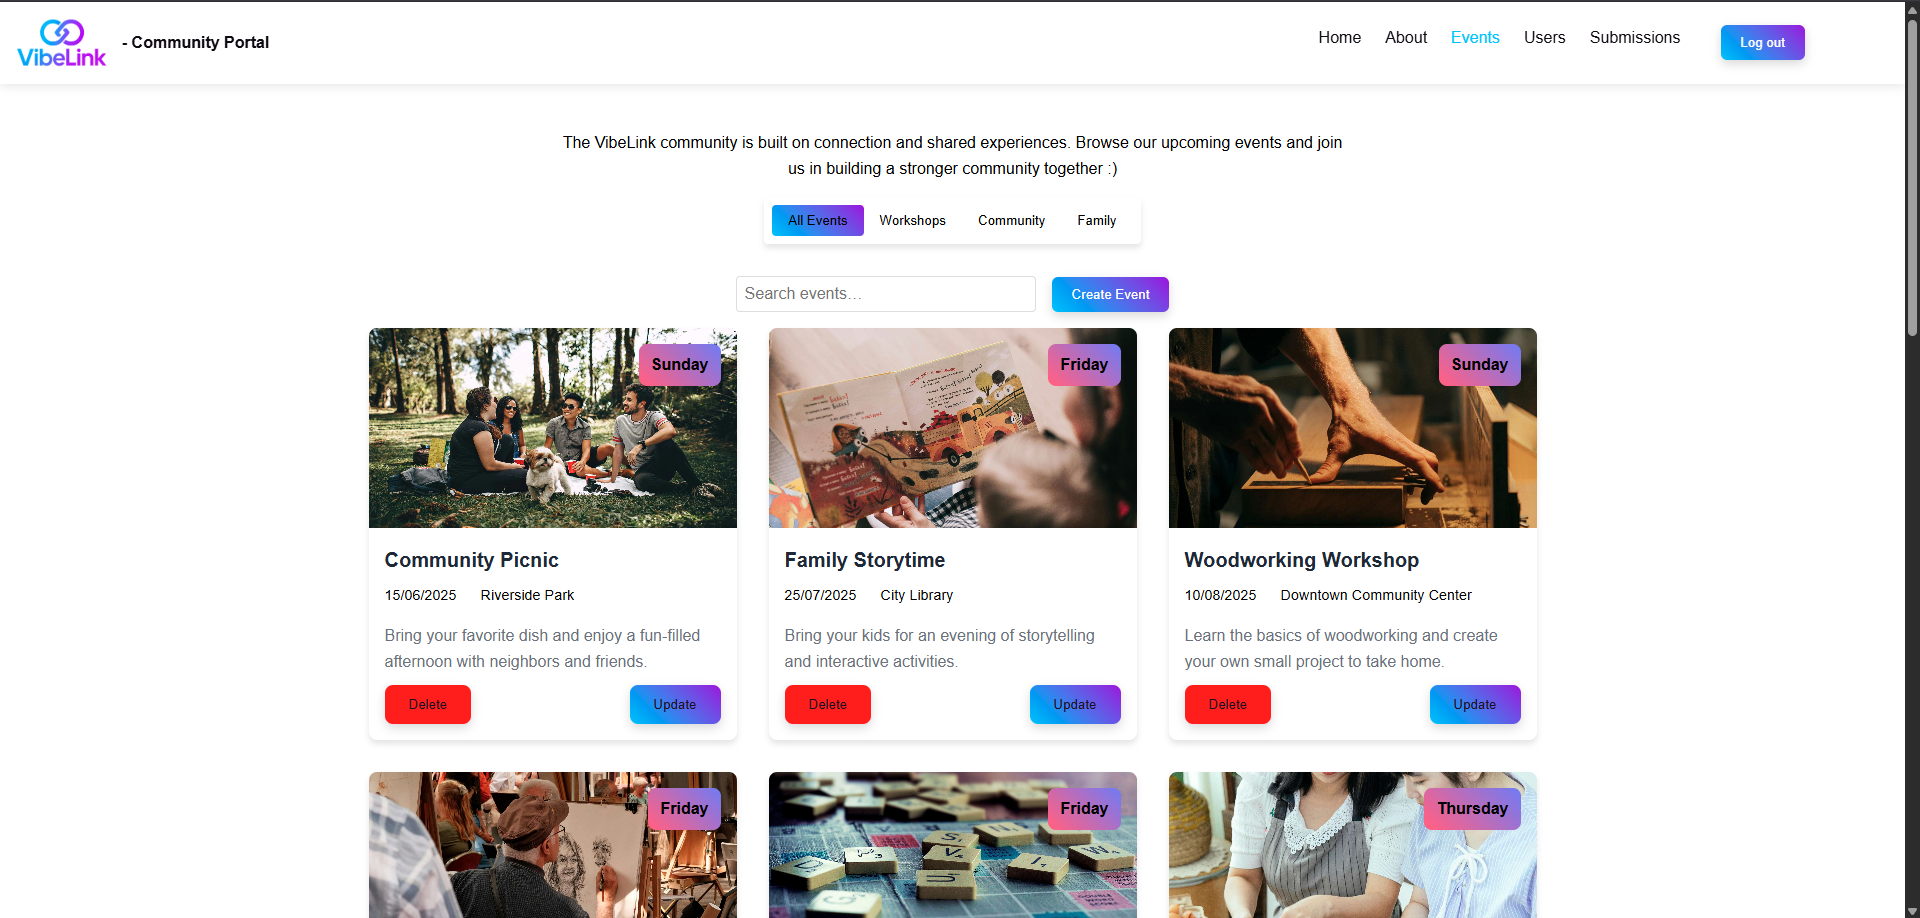 VibeLink
- Community Portal
Home About Events Users Submissions Log out
The VibeLink community is built on connection and shared experiences. Browse our upcoming events and join
us in building a stronger community together :)
All Events Workshops Community Family
Search events... Create Event
Sunday
Friday
Sunday
Community Picnic
15/06/2025 Riverside Park
Bring your favorite dish and enjoy a fun-filled
afternoon with neighbors and friends.
Delete Update
Family Storytime
25/07/2025 City Library
Bring your kids for an evening of storytelling
and interactive activities.
Delete Update
Woodworking Workshop
10/08/2025 Downtown Community Center
Learn the basics of woodworking and create
your own small project to take home.
Delete Update
Friday
Friday
Thursday